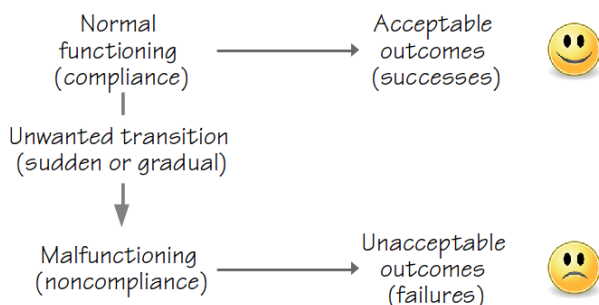 Normal
functioning
(compliance)
Acceptable
outcomes
(successes)
Unwanted transition
(sudden or gradual)
Malfunctioning
(noncompliance)
Unacceptable
outcomes
(failures)